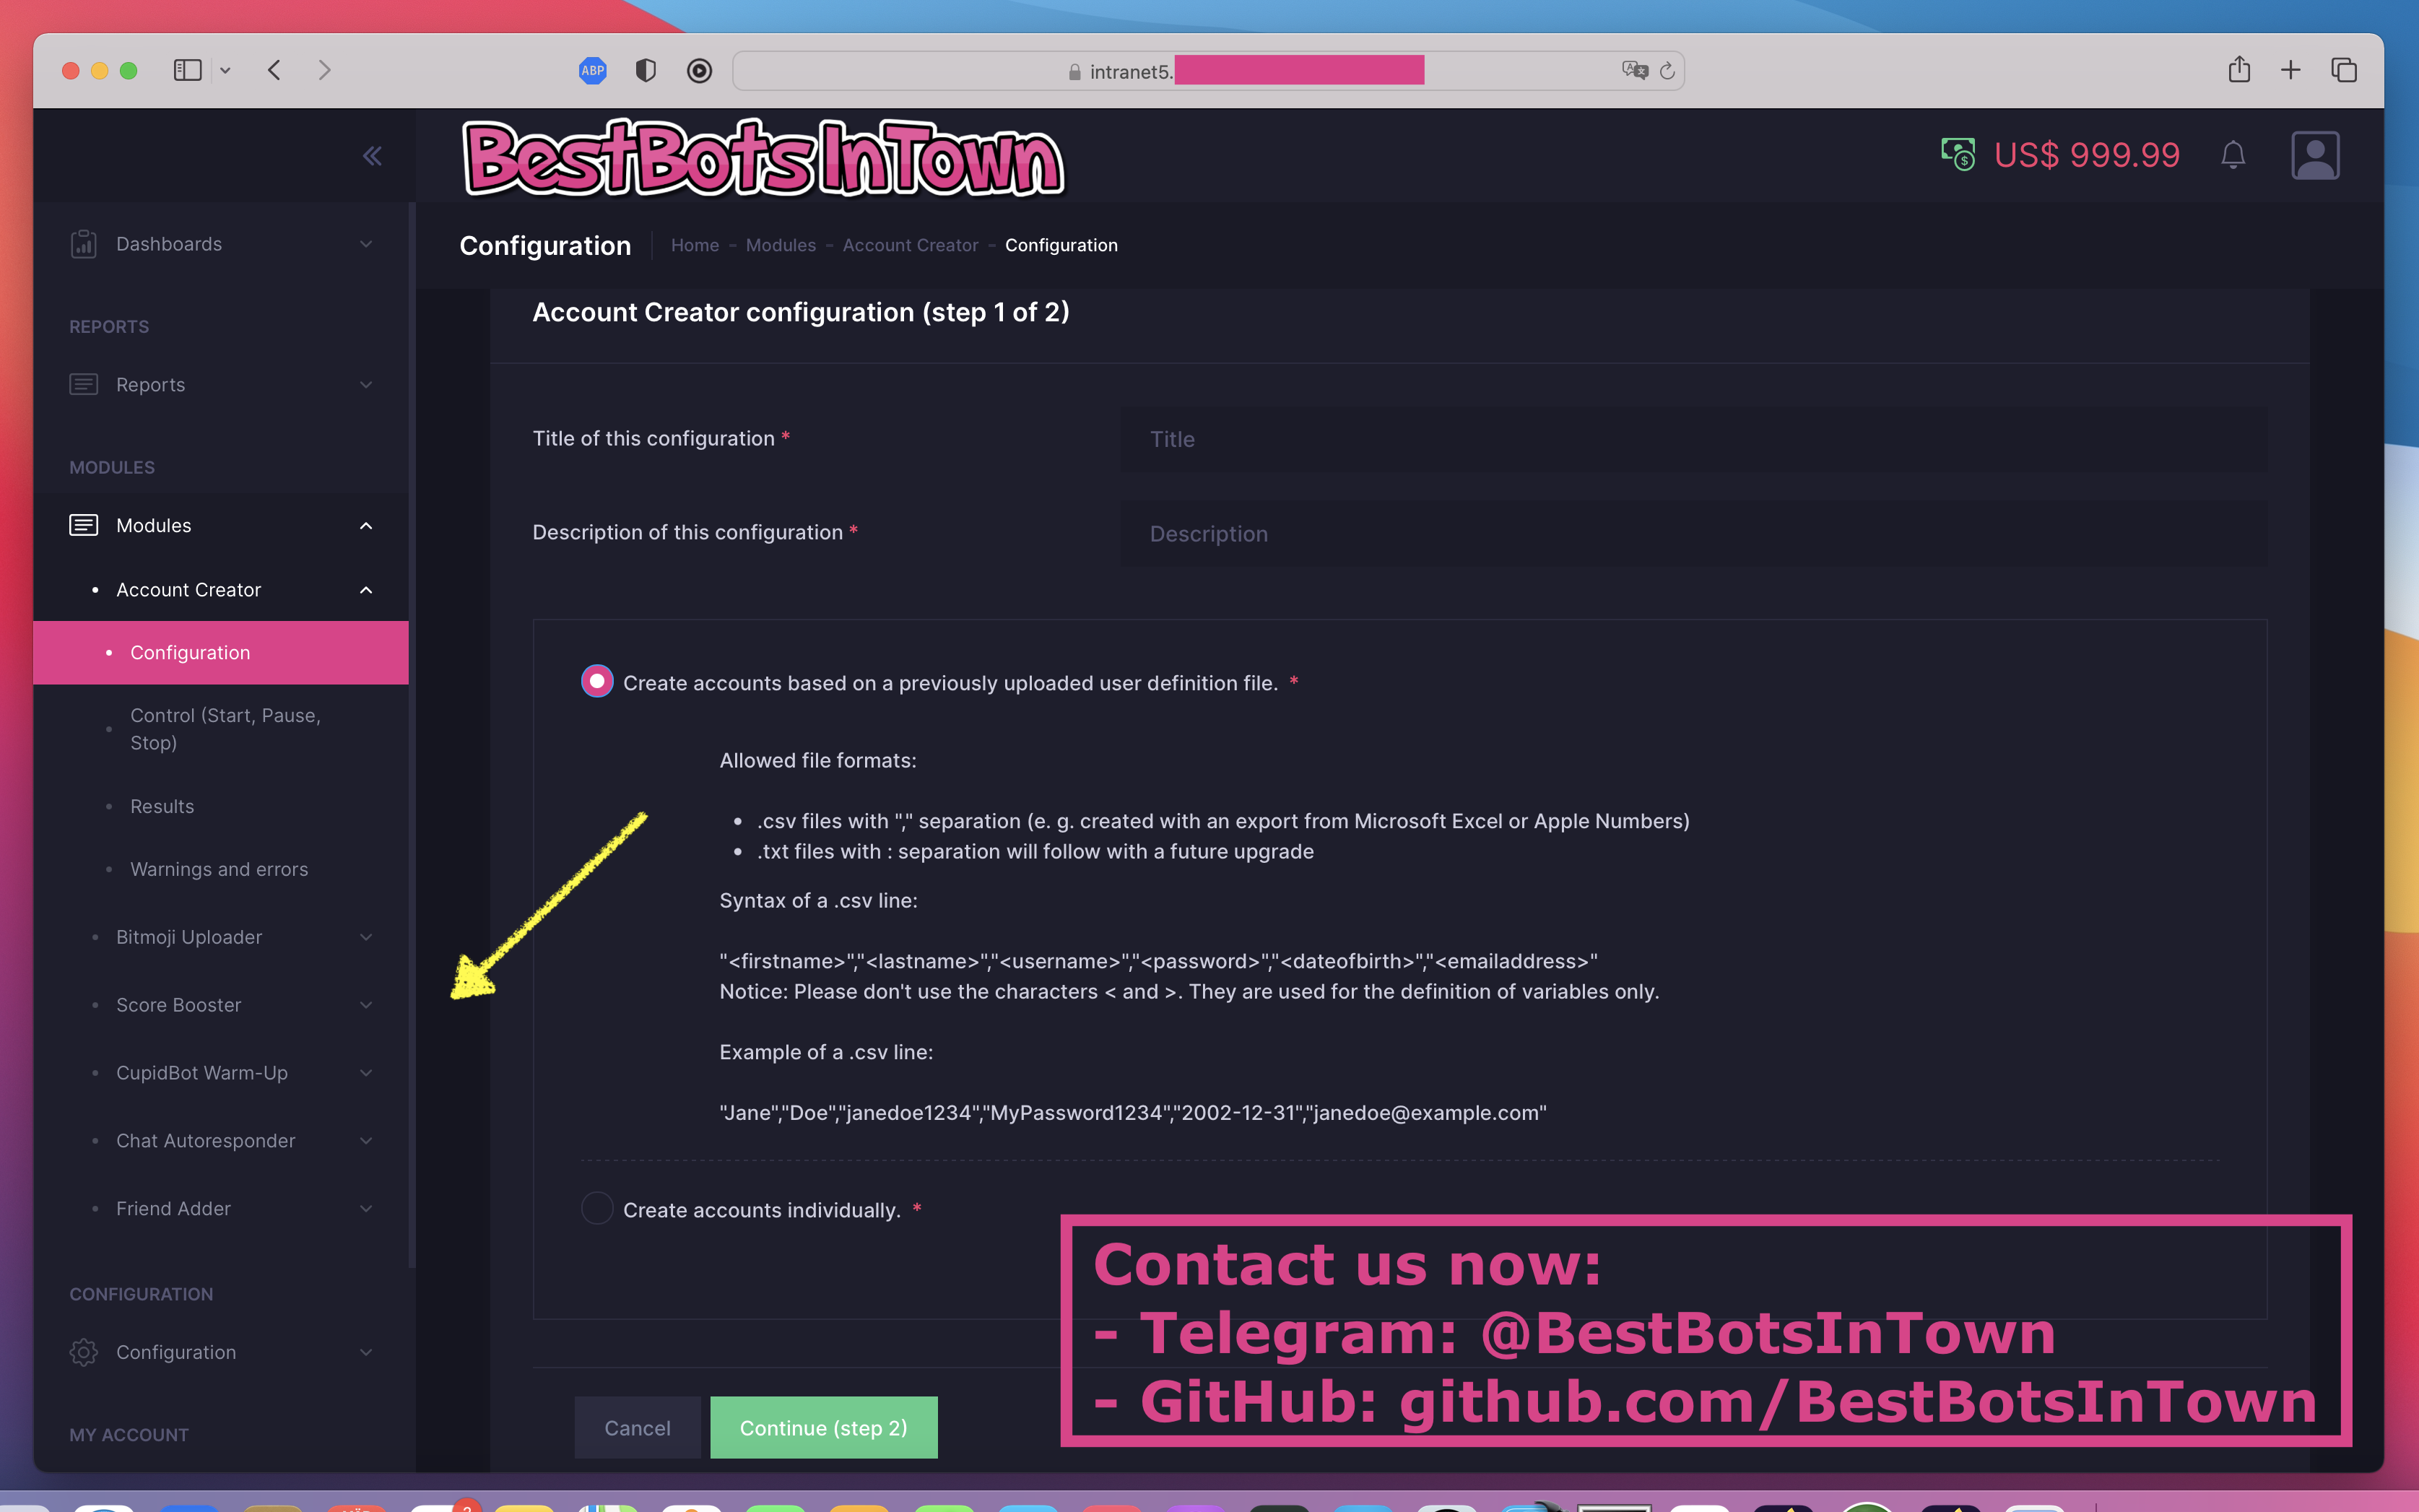 ABP
intranet5.
BestBotsInTown
US$ 999.99
Configuration
Home - Modules - Account Creator - Configuration
Dashboards
REPORTS
Reports
MODULES
Modules
Account Creator
Configuration
Control (Start, Pause,
Stop)
Results
Warnings and errors
Bitmoji Uploader
Score Booster
CupidBot Warm-Up
Chat Autoresponder
Friend Adder
CONFIGURATION
Configuration
MY ACCOUNT
Account Creator configuration (step 1 of 2)
Title of this configuration *
Title
Description of this configuration *
Description
Create accounts based on a previously uploaded user definition file. *
Allowed file formats:
• .csv files with "," separation (e. g. created with an export from Microsoft Excel or Apple Numbers)
• .txt files with : separation will follow with a future upgrade
Syntax of a .csv line:
"<firstname>","<lastname>","<username>","<password>","<dateofbirth>","<emailaddress>"
Notice: Please don't use the characters < and >. They are used for the definition of variables only.
Example of a .csv line:
"Jane","Doe","janedoe1234","MyPassword1234","2002-12-31","janedoe@example.com"
Create accounts individually. *
Cancel
Continue (step 2)
Contact us now:
- Telegram: @BestBotsInTown
- GitHub: github.com/BestBotsInTown